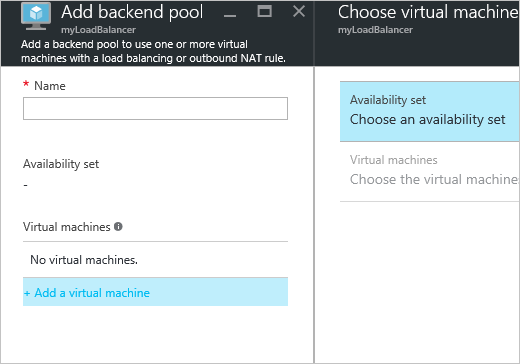 Add backend pool
myLoadBalancer
Add a backend pool to use one or more virtual
machines with a load balancing or outbound NAT rule.
* Name
Availability set
-
Virtual machines
No virtual machines.
+ Add a virtual machine
Choose virtual machine
myLoadBalancer
Availability set
Choose an availability set
Virtual machines
Choose the virtual machines